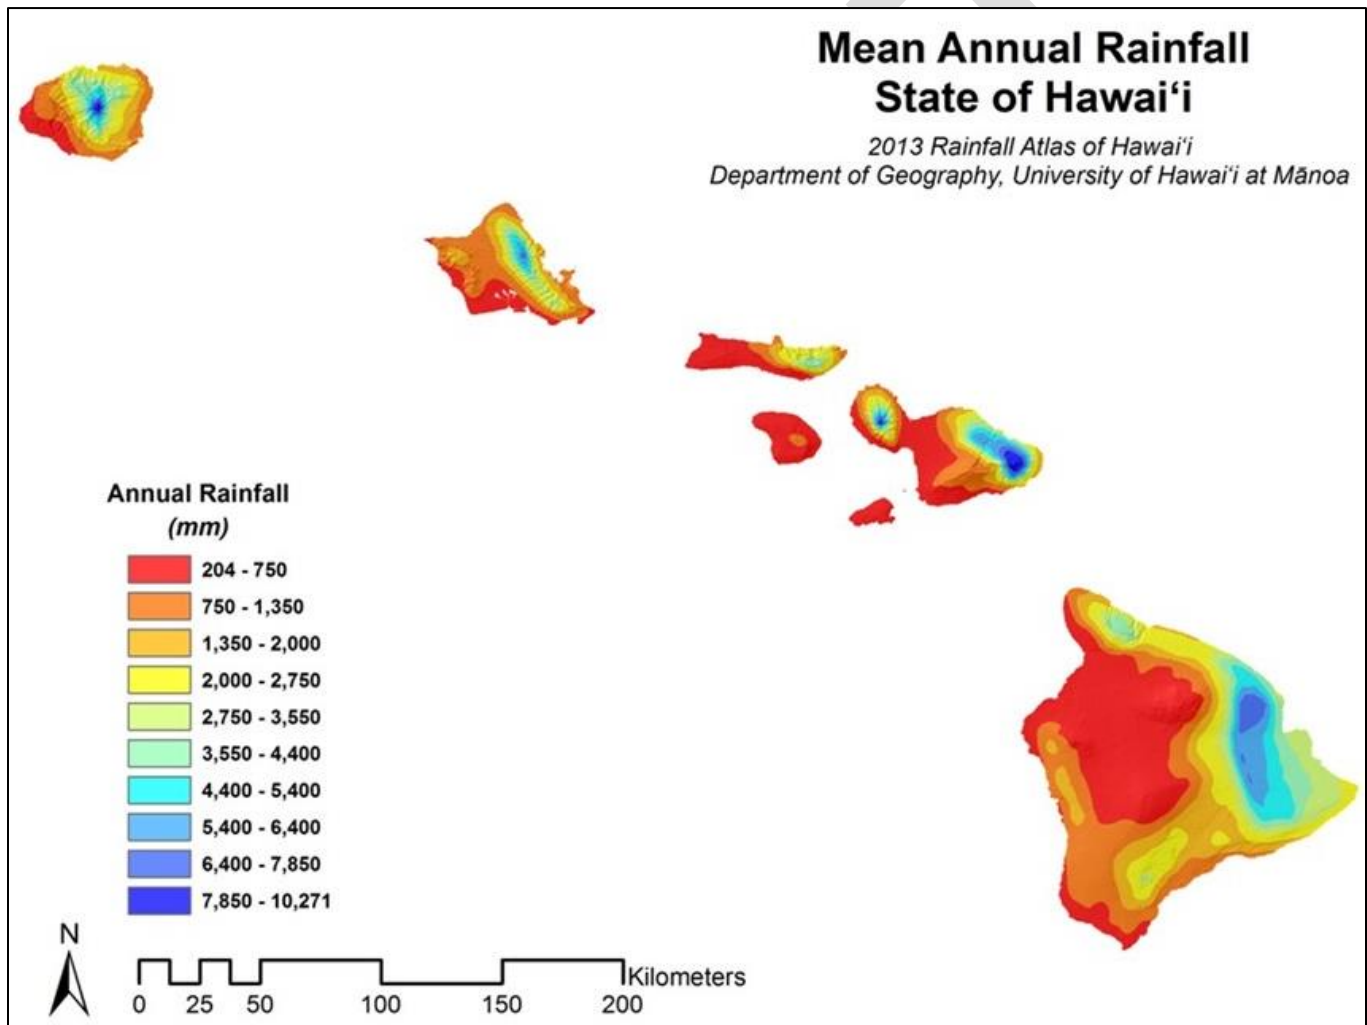 Mean Annual Rainfall
State of Hawai‘i
2013 Rainfall Atlas of Hawai‘i
Department of Geography, University of Hawai‘i at Mānoa
Annual Rainfall
(mm)
204 - 750
750 - 1,350
1,350 - 2,000
2,000 - 2,750
2,750 - 3,550
3,550 - 4,400
4,400 - 5,400
5,400 - 6,400
6,400 - 7,850
7,850 - 10,271
N
Kilometers
0 25 50 100 150 200